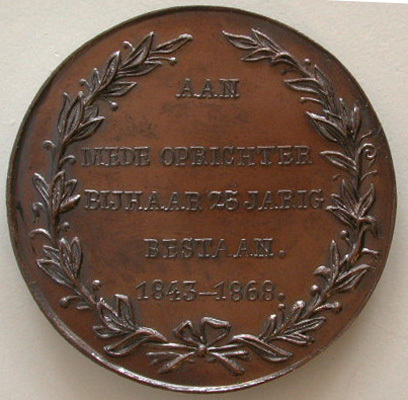 AAN
MEDE OPRICHTER
BIJ HAAR 25 JARIG
BESTAAN.
1843-1868.